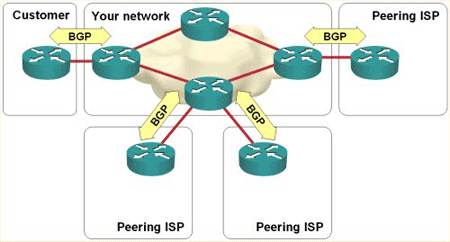 Customer
Your network
Peering ISP
BGP
BGP
BGP
BGP
Peering ISP
Peering ISP